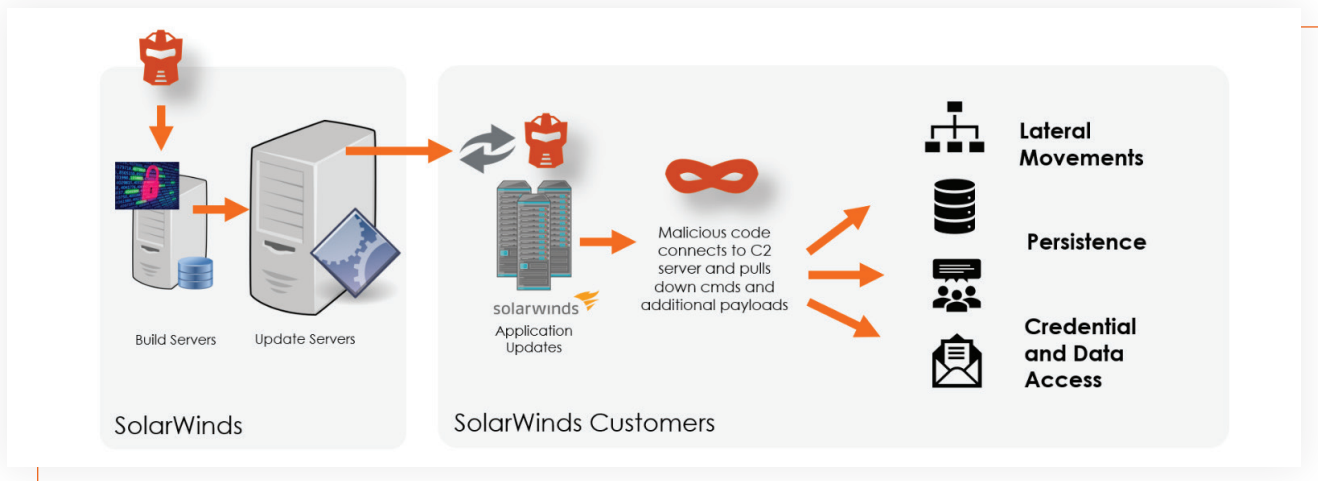 Build Servers
Update Servers
SolarWinds
solarwinds
Application
Updates
Malicious code
connects to C2
server and pulls
down cmds and
additional payloads
Lateral
Movements
Persistence
Credential
and Data
Access
SolarWinds Customers